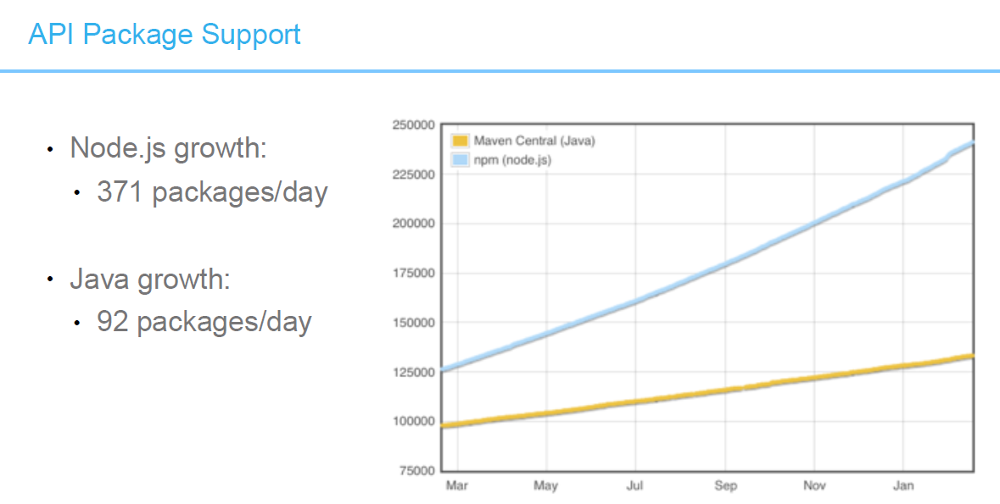 API Package Support
• Node.js growth:
• 371 packages/day
• Java growth:
• 92 packages/day
Maven Central (Java)
npm (node.js)
250000
225000
200000
175000
150000
125000
100000
75000
Mar May Jul Sep Nov Jan